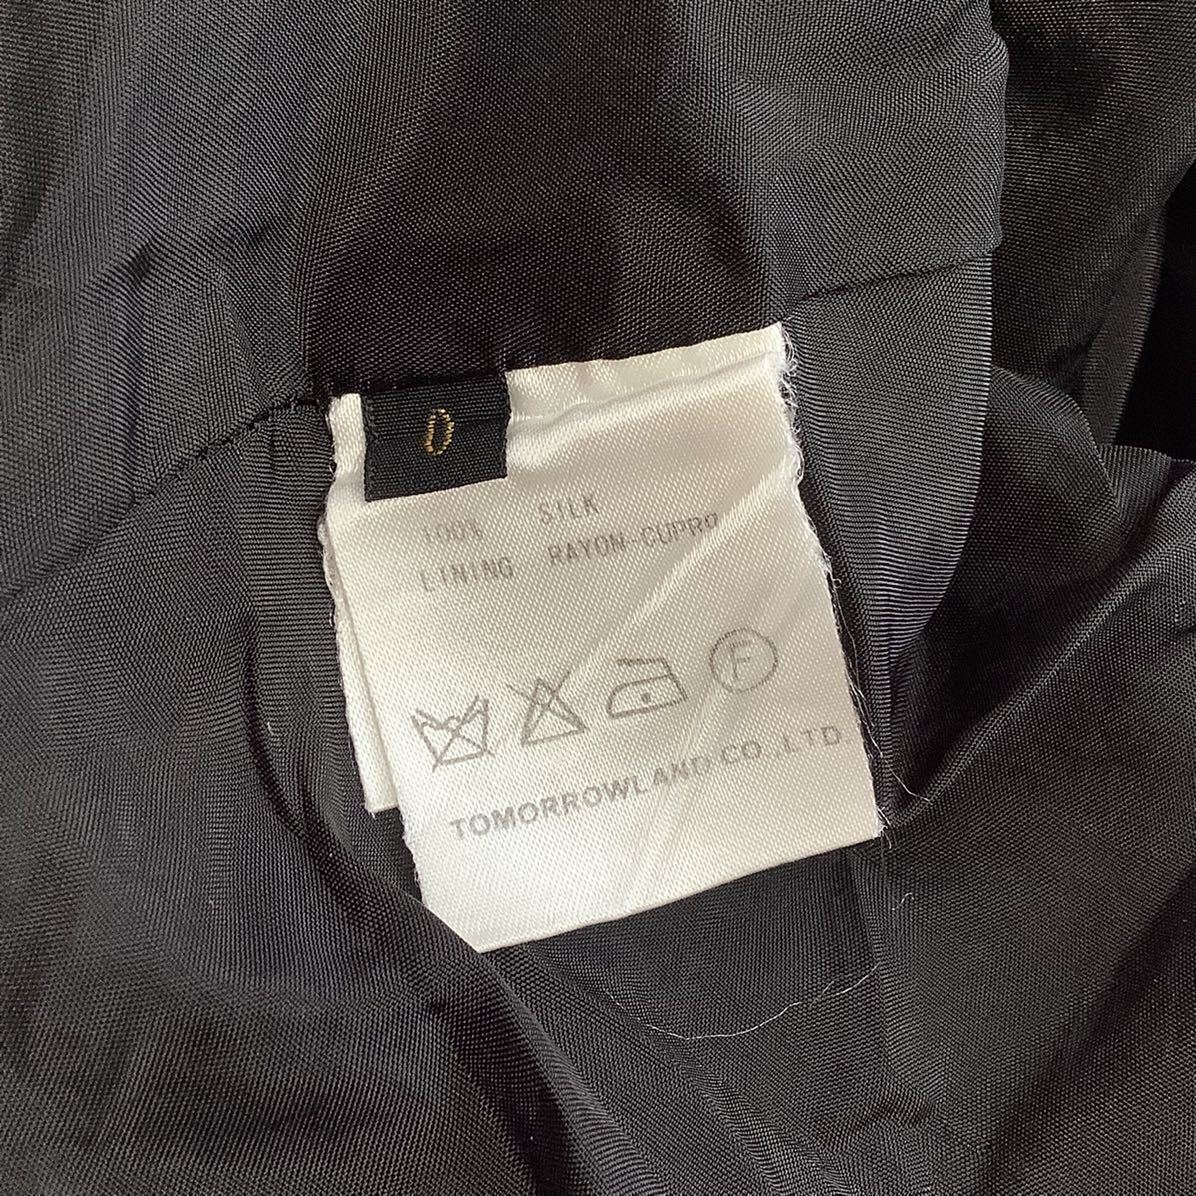 0
100% SILK
LINING RAYON-CUPRO
F
TOMORROWLAND CO.,LTD.